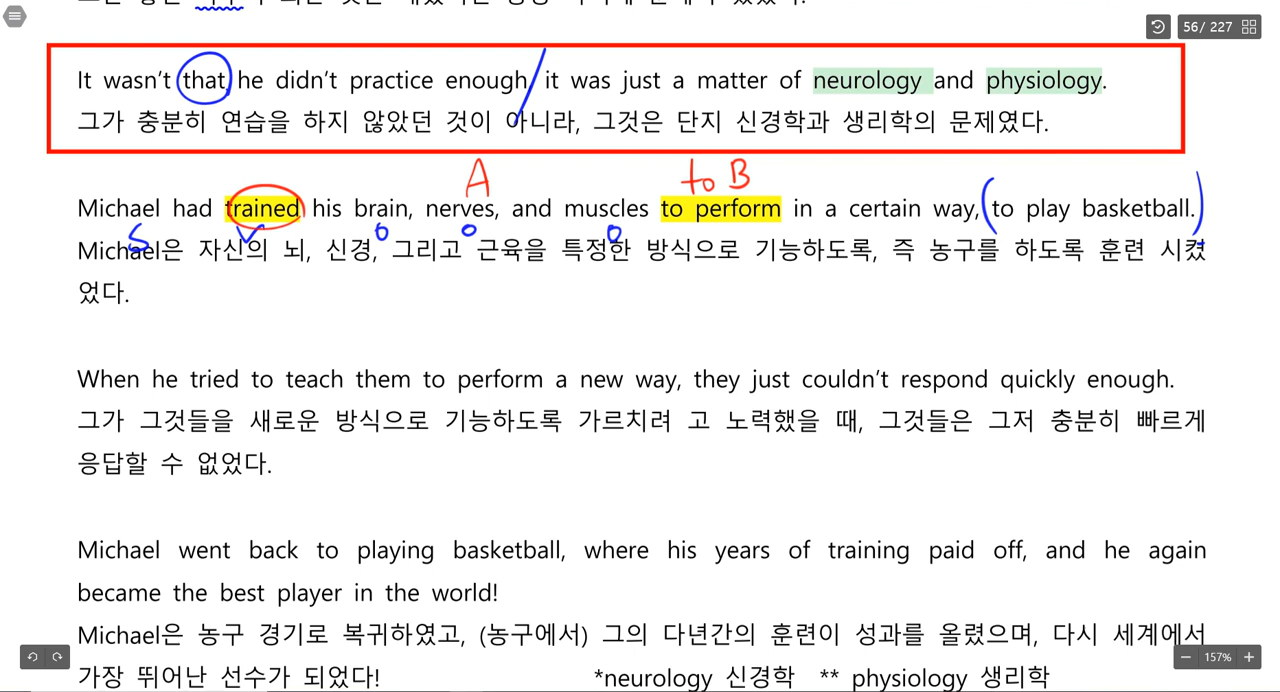 56 / 227
It wasn't that he didn't practice enough, it was just a matter of neurology and physiology.
그가 충분히 연습을 하지 않았던 것이 아니라, 그것은 단지 신경학과 생리학의 문제였다.
A to B
Michael had trained his brain, nerves, and muscles to perform in a certain way, (to play basketball.)
S V O O O
Michael은 자신의 뇌, 신경, 그리고 근육을 특정한 방식으로 기능하도록, 즉 농구를 하도록 훈련 시켰
었다.
When he tried to teach them to perform a new way, they just couldn't respond quickly enough.
그가 그것들을 새로운 방식으로 기능하도록 가르치려 고 노력했을 때, 그것들은 그저 충분히 빠르게
응답할 수 없었다.
Michael went back to playing basketball, where his years of training paid off, and he again
became the best player in the world!
Michael은 농구 경기로 복귀하였고, (농구에서) 그의 다년간의 훈련이 성과를 올렸으며, 다시 세계에서
가장 뛰어난 선수가 되었다! *neurology 신경학 ** physiology 생리학
157%